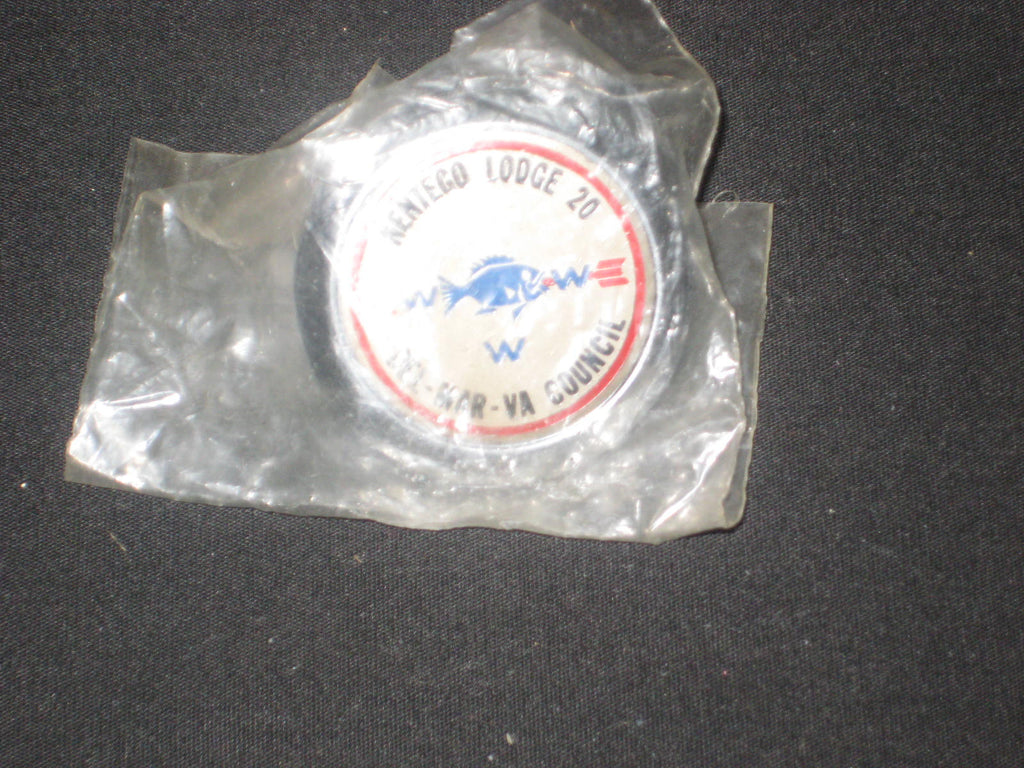 NENTEGO LODGE 20
W W
W
DEL-MAR-VA COUNCIL